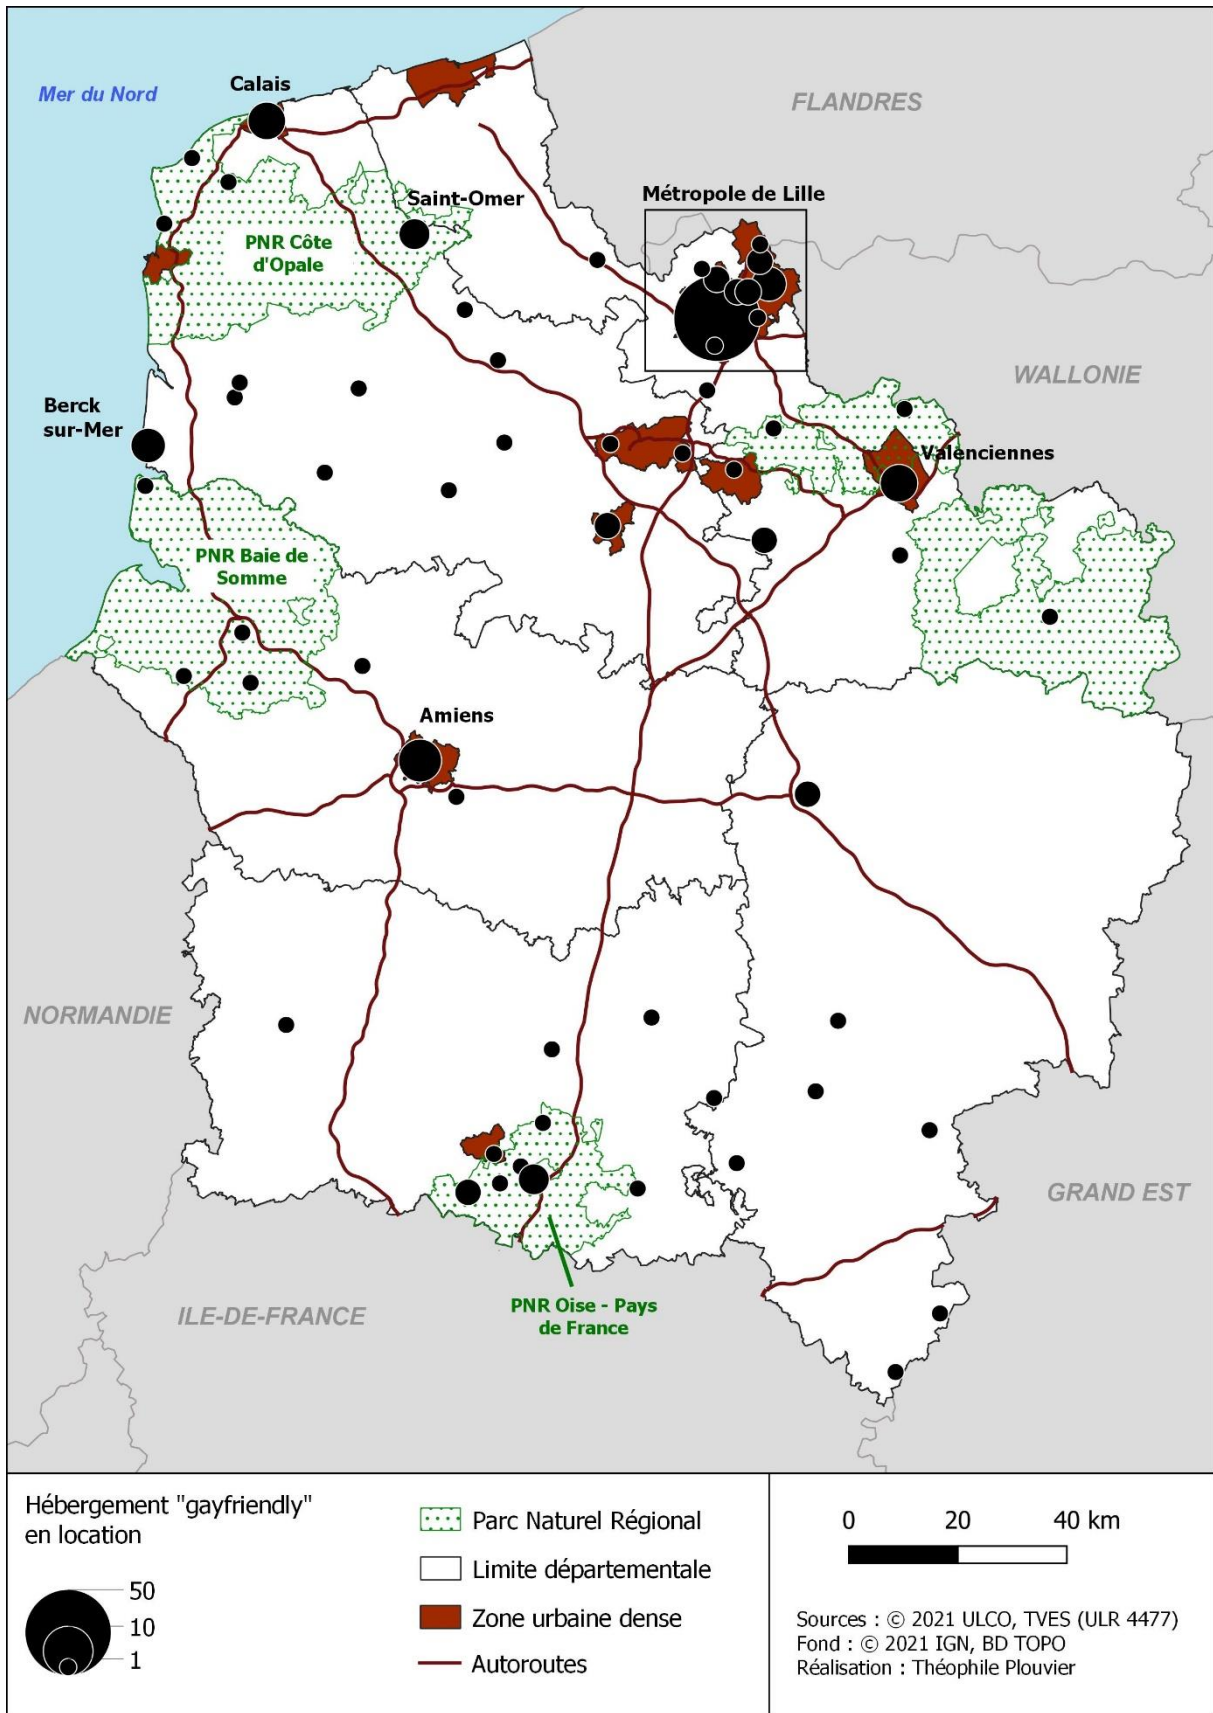 Mer du Nord
Calais
FLANDRES
Saint-Omer
Métropole de Lille
PNR Côte
d'Opale
WALLONIE
Berck
sur-Mer
Valenciennes
PNR Baie de
Somme
Amiens
NORMANDIE
GRAND EST
ILE-DE-FRANCE
PNR Oise - Pays
de France
Hébergement "gayfriendly"
en location
50
10
1
Parc Naturel Régional
Limite départementale
Zone urbaine dense
Autoroutes
0 20 40 km
Sources : © 2021 ULCO, TVES (ULR 4477)
Fond : © 2021 IGN, BD TOPO
Réalisation : Théophile Plouvier